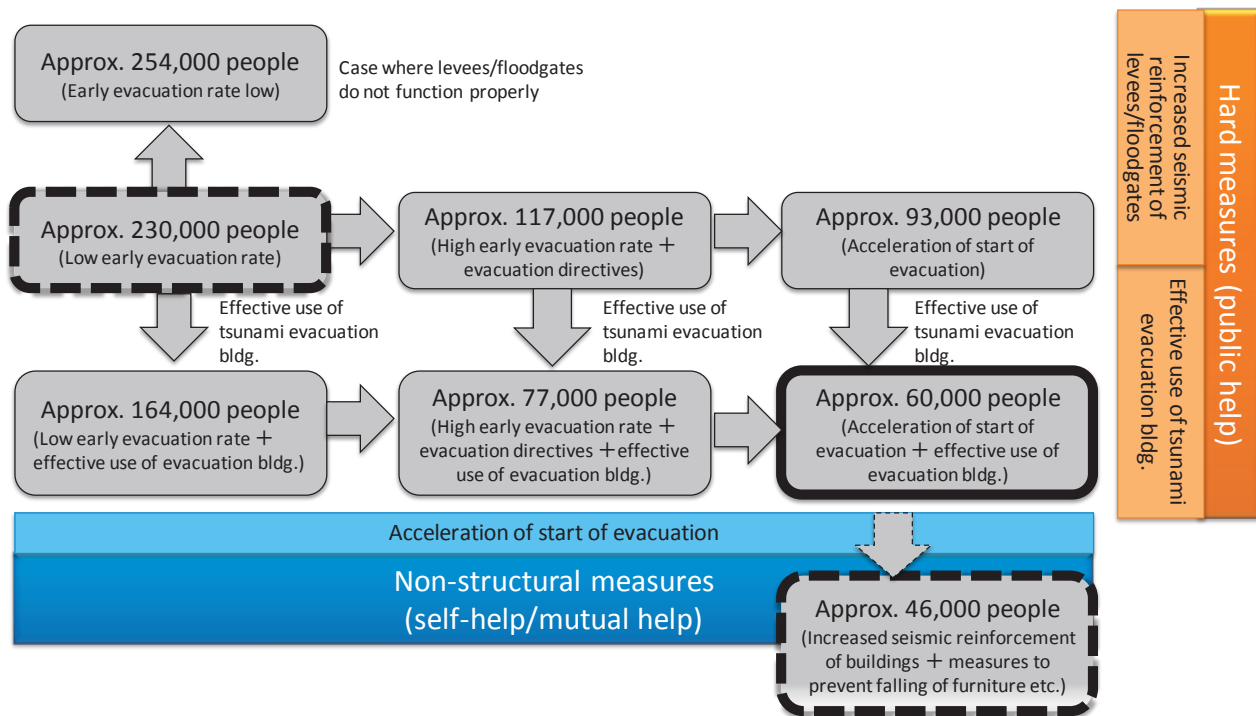 Approx. 254,000 people
(Early evacuation rate low)
Case where levees/floodgates
do not function properly
Approx. 230,000 people
(Low early evacuation rate)
Approx. 117,000 people
(High early evacuation rate +
evacuation directives)
Approx. 93,000 people
(Acceleration of start of
evacuation)
Effective use of
tsunami evacuation
bldg.
Effective use of
tsunami evacuation
bldg.
Effective use of
tsunami evacuation
bldg.
Approx. 164,000 people
(Low early evacuation rate +
effective use of evacuation bldg.)
Approx. 77,000 people
(High early evacuation rate +
evacuation directives +effective
use of evacuation bldg.)
Approx. 60,000 people
(Acceleration of start of
evacuation + effective use of
evacuation bldg.)
Acceleration of start of evacuation
Non-structural measures
(self-help/mutual help)
Approx. 46,000 people
(Increased seismic reinforcement
of buildings + measures to
prevent falling of furniture etc.)
Increased seismic
reinforcement of
levees/floodgates
Effective use of tsunami
evacuation bldg.
Hard measures (public help)